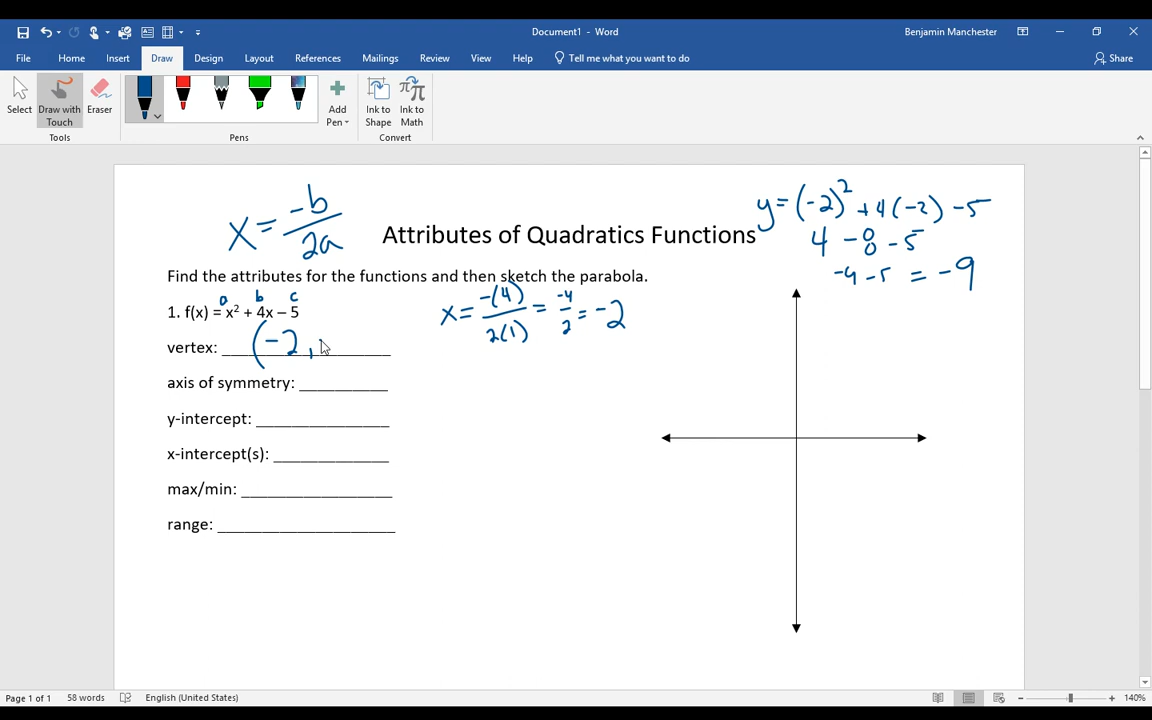 Document1 - Word
Benjamin Manchester
File Home Insert Draw Design Layout References Mailings Review View Help Tell me what you want to do Share
Select Draw with Touch Eraser Add Pen Ink to Shape Ink to Math
Tools Pens Convert
x = -b/2a
y = (-2)² + 4(-2) - 5
4 - 8 - 5
-4 - 5 = -9
Attributes of Quadratics Functions
Find the attributes for the functions and then sketch the parabola.
a b c
1. f(x) = x² + 4x – 5
x = -(4)/2(1) = -4/2 = -2
vertex: (-2,
axis of symmetry: __________
y-intercept: _______________
x-intercept(s): _____________
max/min: _________________
range: ____________________
Page 1 of 1 58 words English (United States) 140%